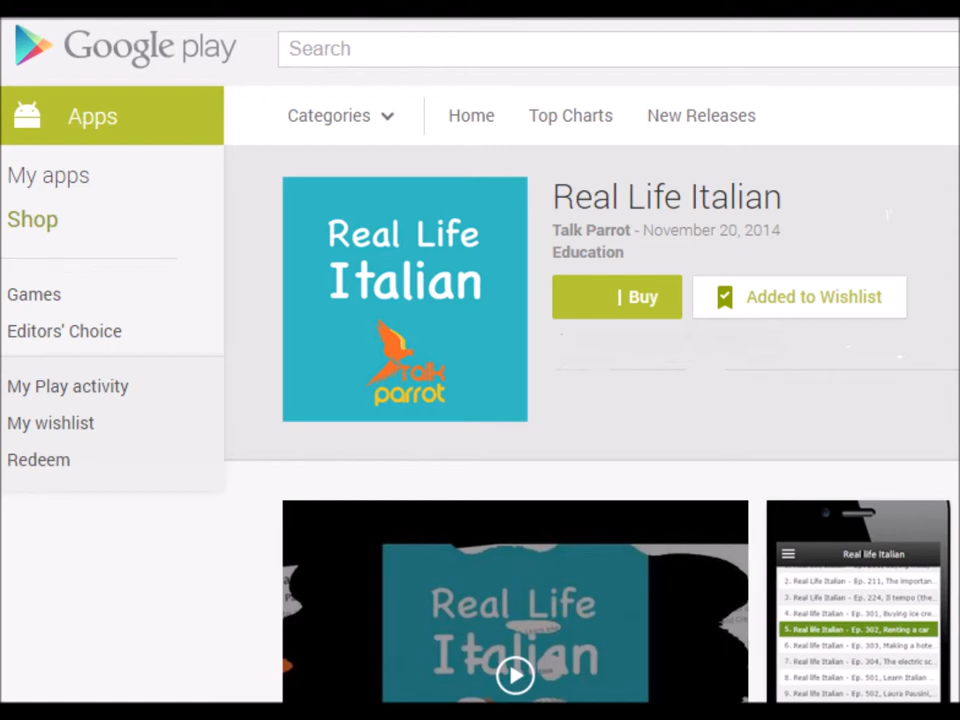 Google play
Search
Apps
Categories
Home
Top Charts
New Releases
My apps
Shop
Games
Editors' Choice
My Play activity
My wishlist
Redeem
Real Life
Italian
Talk
parrot
Real Life Italian
Talk Parrot - November 20, 2014
Education
| Buy
Added to Wishlist
Real Life
Italian
Real life Italian
2. Real Life Italian - Ep. 211, The importan...
3. Real Life Italian - Ep. 224, Il tempo (the...
4. Real life Italian - Ep. 301, Buying ice cre...
5. Real life Italian - Ep. 302, Renting a car
6. Real life Italian - Ep. 303, Making a hote...
7. Real life Italian - Ep. 304, The electric sc...
8. Real life Italian - Ep. 501, Learn Italian ...
9. Real life Italian - Ep. 502, Laura Pausini,...